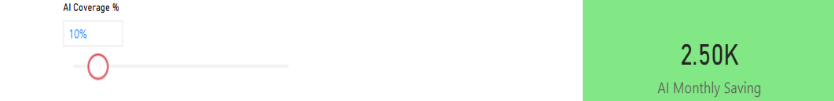 AI Coverage %
10%
2.50K
AI Monthly Saving